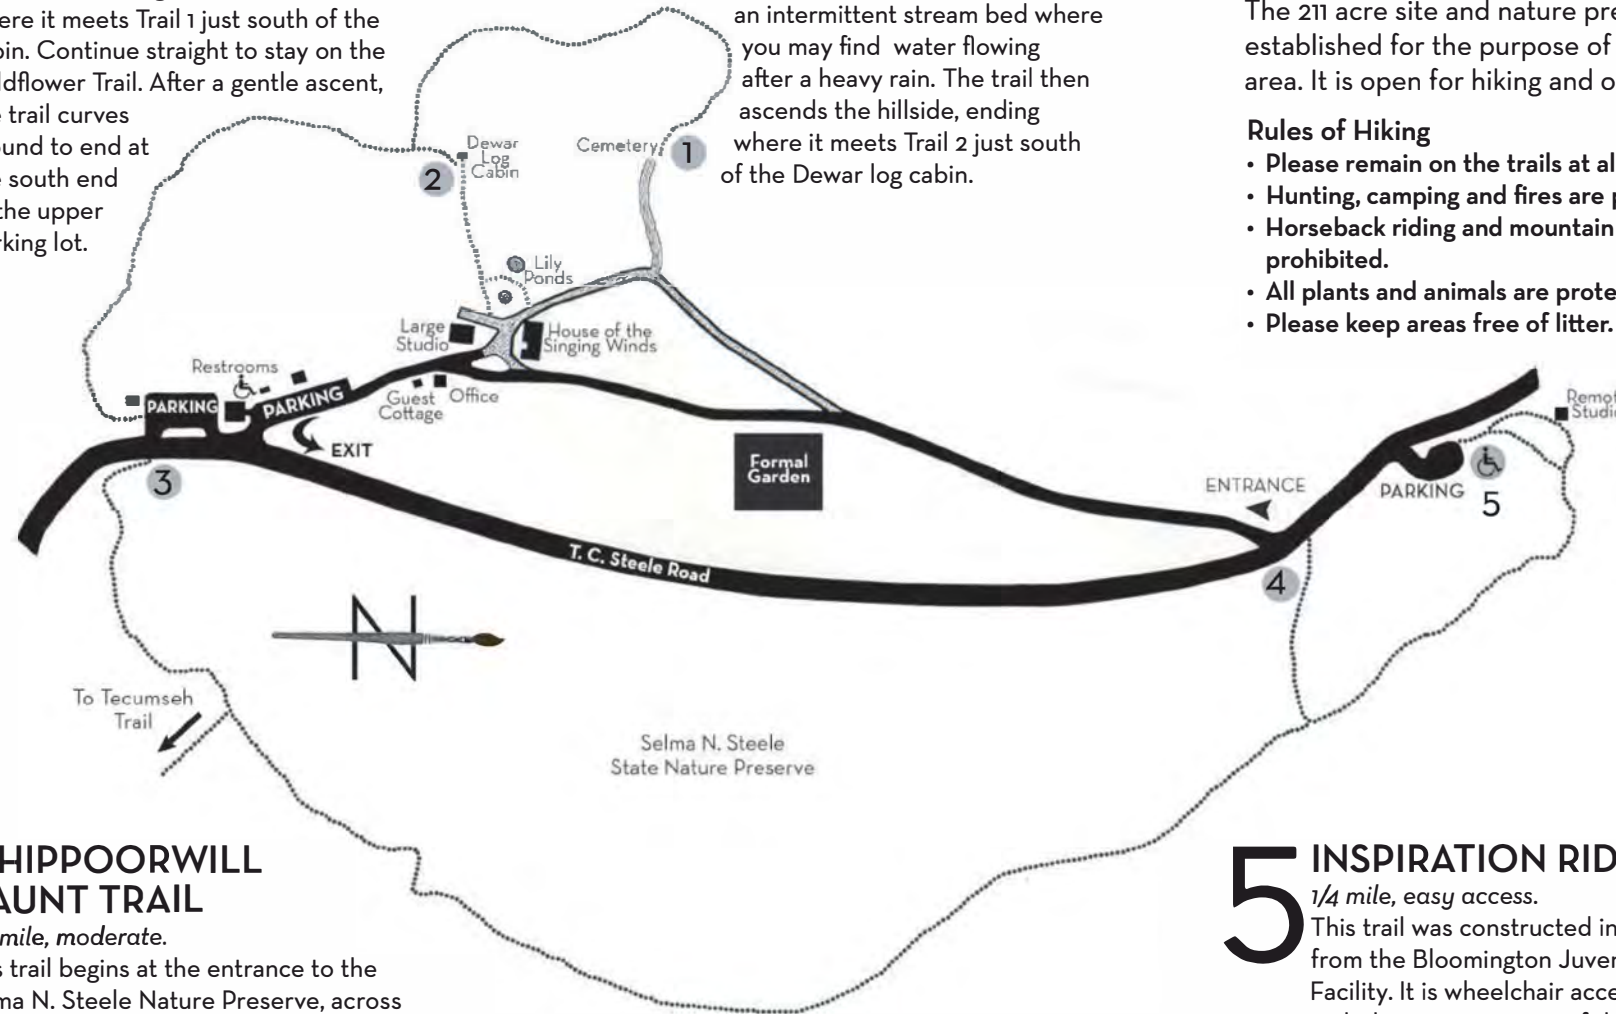 ere it meets Trail 1 just south of the
bin. Continue straight to stay on the
ldflower Trail. After a gentle ascent,
e trail curves
ound to end at
e south end
the upper
rking lot.
an intermittent stream bed where
you may find water flowing
after a heavy rain. The trail then
ascends the hillside, ending
where it meets Trail 2 just south
of the Dewar log cabin.
The 211 acre site and nature pre
established for the purpose of
area. It is open for hiking and o
Rules of Hiking
• Please remain on the trails at al
• Hunting, camping and fires are p
• Horseback riding and mountain
prohibited.
• All plants and animals are prote
• Please keep areas free of litter.
Dewar
Log
Cabin
2
Cemetery
1
Lily
Ponds
Large
Studio
House of the
Singing Winds
Restrooms
PARKING
PARKING
Guest
Cottage
Office
EXIT
3
Formal
Garden
ENTRANCE
PARKING
5
Remot
Studio
4
T. C. Steele Road
N
To Tecumseh
Trail
Selma N. Steele
State Nature Preserve
HIPPOORWILL
AUNT TRAIL
mile, moderate.
s trail begins at the entrance to the
ma N. Steele Nature Preserve, across
5
INSPIRATION RID
1/4 mile, easy access.
This trail was constructed in
from the Bloomington Juver
Facility. It is wheelchair acce